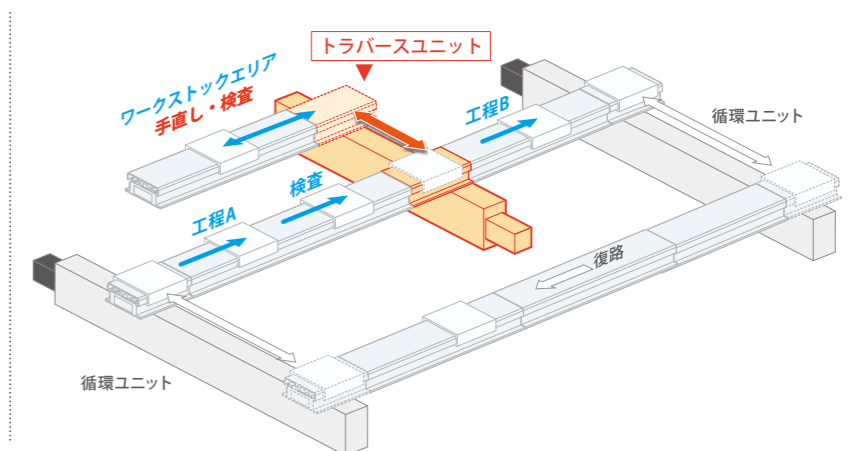 トラバースユニット
ワークストックエリア
手直し・検査
工程B
循環ユニット
検査
工程A
復路
循環ユニット